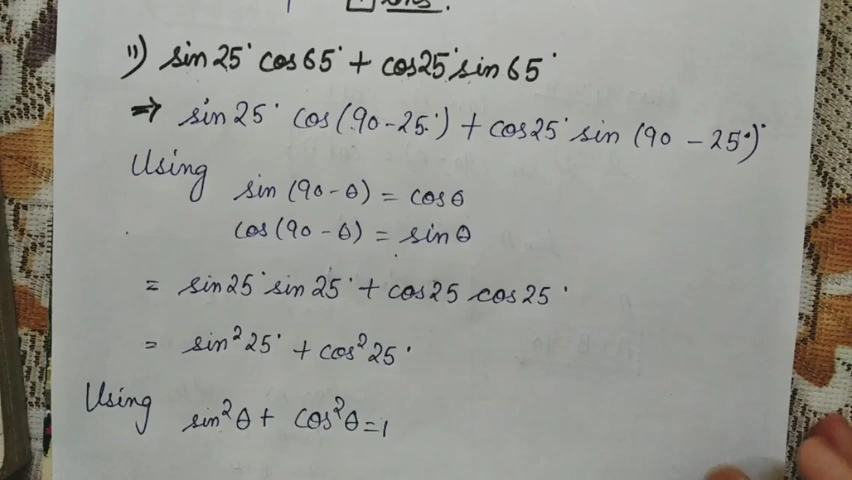 Ans.
ii) sin 25° cos 65° + cos 25° sin 65°
⇒ sin 25° cos (90 - 25°) + cos 25° sin (90 - 25°)°
Using
sin (90 - θ) = cos θ
cos (90 - θ) = sin θ
= sin 25° sin 25° + cos 25 cos 25°
= sin² 25° + cos² 25°
Using
sin² θ + cos² θ = 1